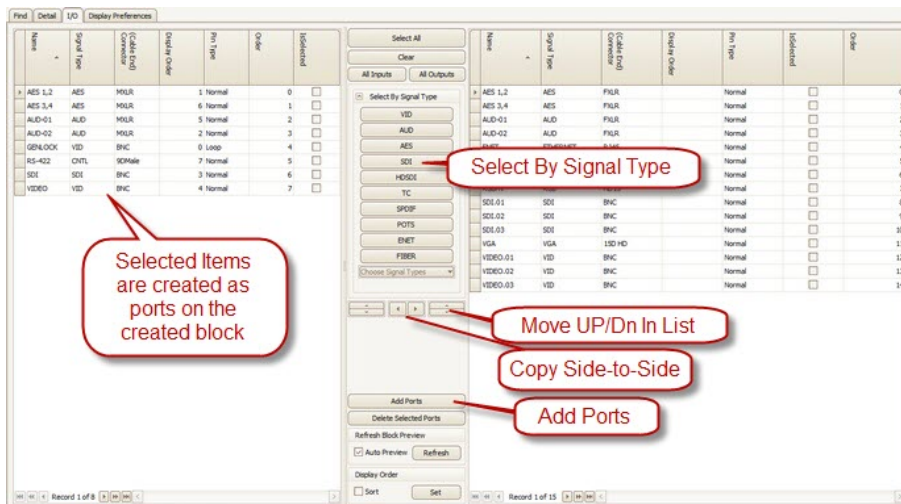 Find Detail I/O Display Preferences
Name Signal Type (Cable End) Connector Display Order Pin Type Order IsSelected
AES 1,2 AES MXLR 1 Normal 0
AES 3,4 AES MXLR 6 Normal 1
AUD-01 AUD MXLR 5 Normal 2
AUD-02 AUD MXLR 2 Normal 3
GENLOCK VID BNC 0 Loop 4
RS-422 CNTL 9DMale 7 Normal 5
SDI SDI BNC 3 Normal 6
VIDEO VID BNC 4 Normal 7
Selected Items
are created as
ports on the
created block
Record 1 of 8
Select All
Clear
All Inputs All Outputs
Select By Signal Type
VID
AUD
AES
SDI
HDSDI
TC
SPDIF
POTS
ENET
FIBER
Choose Signal Types
Select By Signal Type
Move UP/Dn In List
Copy Side-to-Side
Add Ports
Add Ports
Delete Selected Ports
Refresh Block Preview
Auto Preview Refresh
Display Order
Sort Set
Name Signal Type (Cable End) Connector Display Order Pin Type IsSelected Order
AES 1,2 AES FXLR Normal
AES 3,4 AES FXLR Normal
AUD-01 AUD FXLR Normal
AUD-02 AUD FXLR Normal
SDI.01 SDI BNC Normal
SDI.02 SDI BNC Normal
SDI.03 SDI BNC Normal
VGA VGA 15D HD Normal
VIDEO.01 VID BNC Normal
VIDEO.02 VID BNC Normal
VIDEO.03 VID BNC Normal
Record 1 of 15